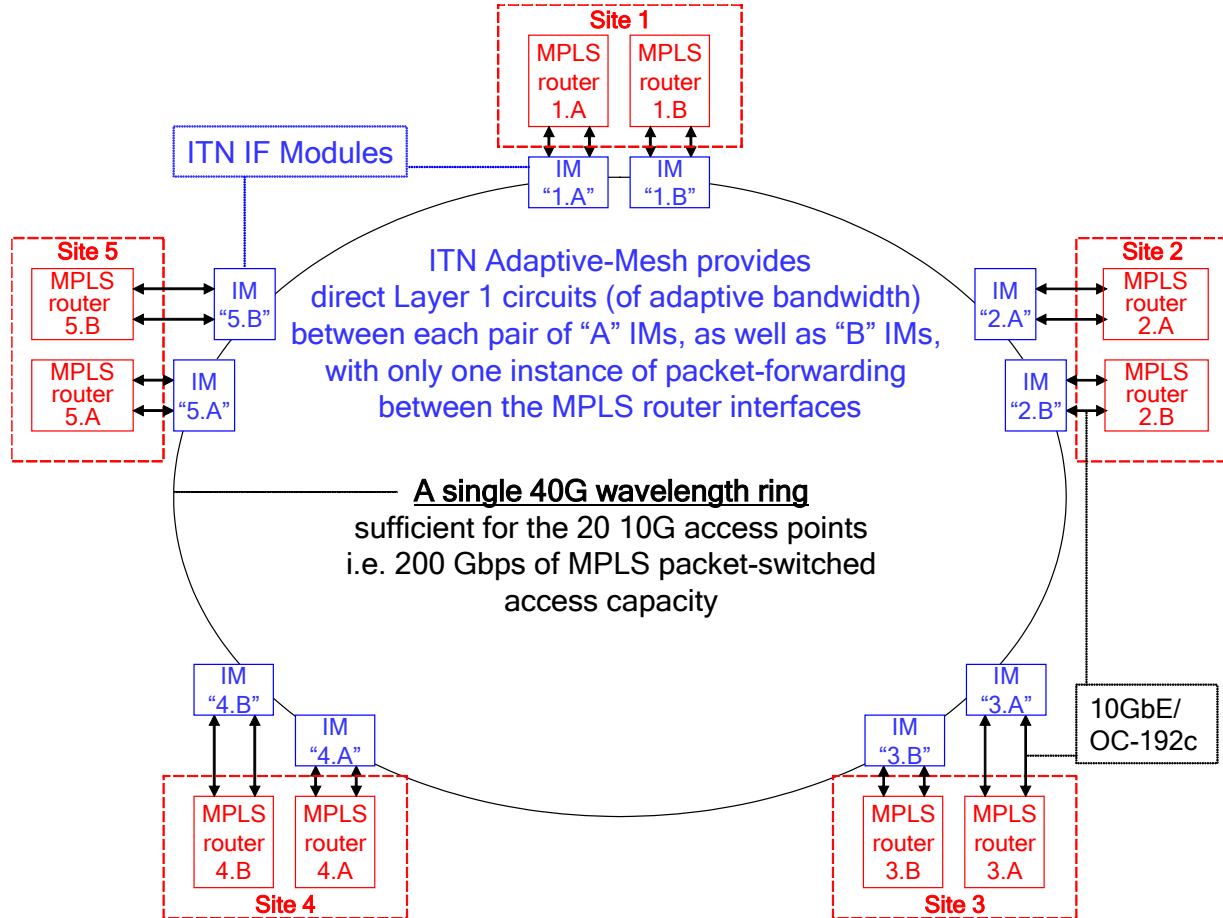 Site 1
MPLS
router
1.A
MPLS
router
1.B
ITN IF Modules
IM
“1.A”
IM
“1.B”
Site 5
MPLS
router
5.B
IM
“5.B”
MPLS
router
5.A
IM
“5.A”
ITN Adaptive-Mesh provides
direct Layer 1 circuits (of adaptive bandwidth)
between each pair of “A” IMs, as well as “B” IMs,
with only one instance of packet-forwarding
between the MPLS router interfaces
Site 2
IM
“2.A”
MPLS
router
2.A
IM
“2.B”
MPLS
router
2.B
A single 40G wavelength ring
sufficient for the 20 10G access points
i.e. 200 Gbps of MPLS packet-switched
access capacity
IM
“4.B”
IM
“4.A”
MPLS
router
4.B
MPLS
router
4.A
Site 4
IM
“3.B”
IM
“3.A”
10GbE/
OC-192c
MPLS
router
3.B
MPLS
router
3.A
Site 3